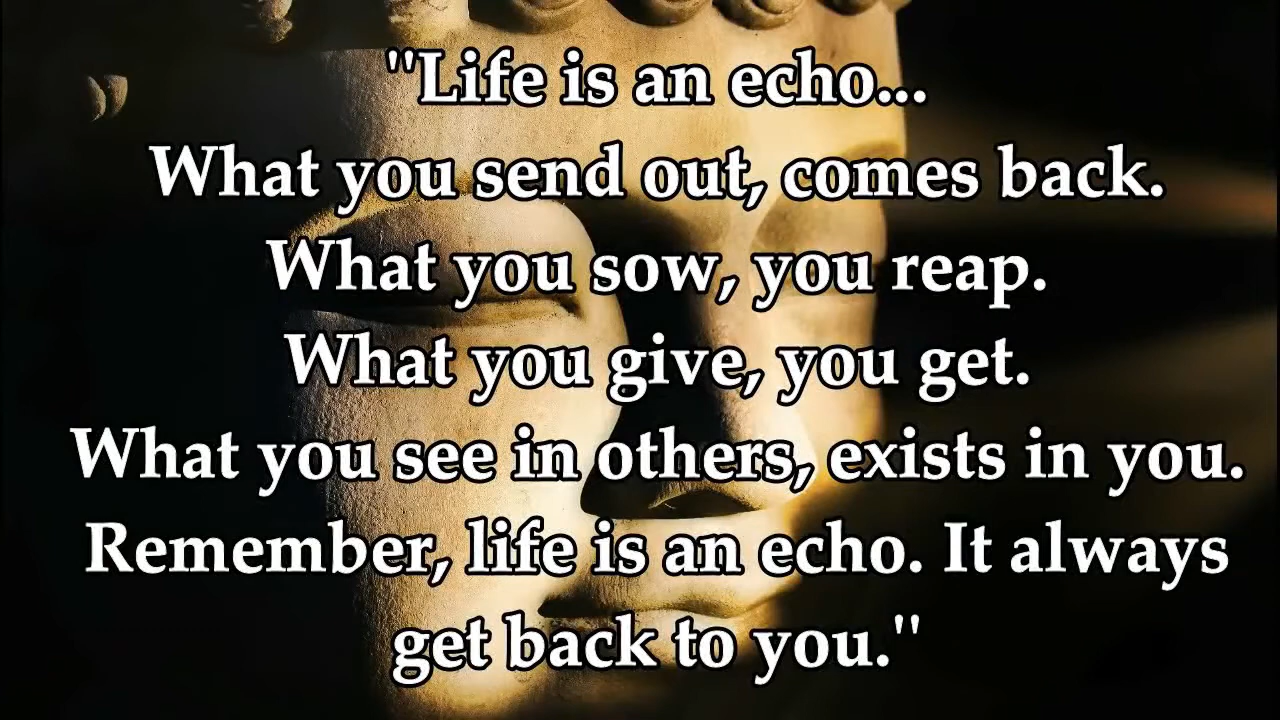 "Life is an echo...
What you send out, comes back.
What you sow, you reap.
What you give, you get.
What you see in others, exists in you.
Remember, life is an echo. It always
get back to you."